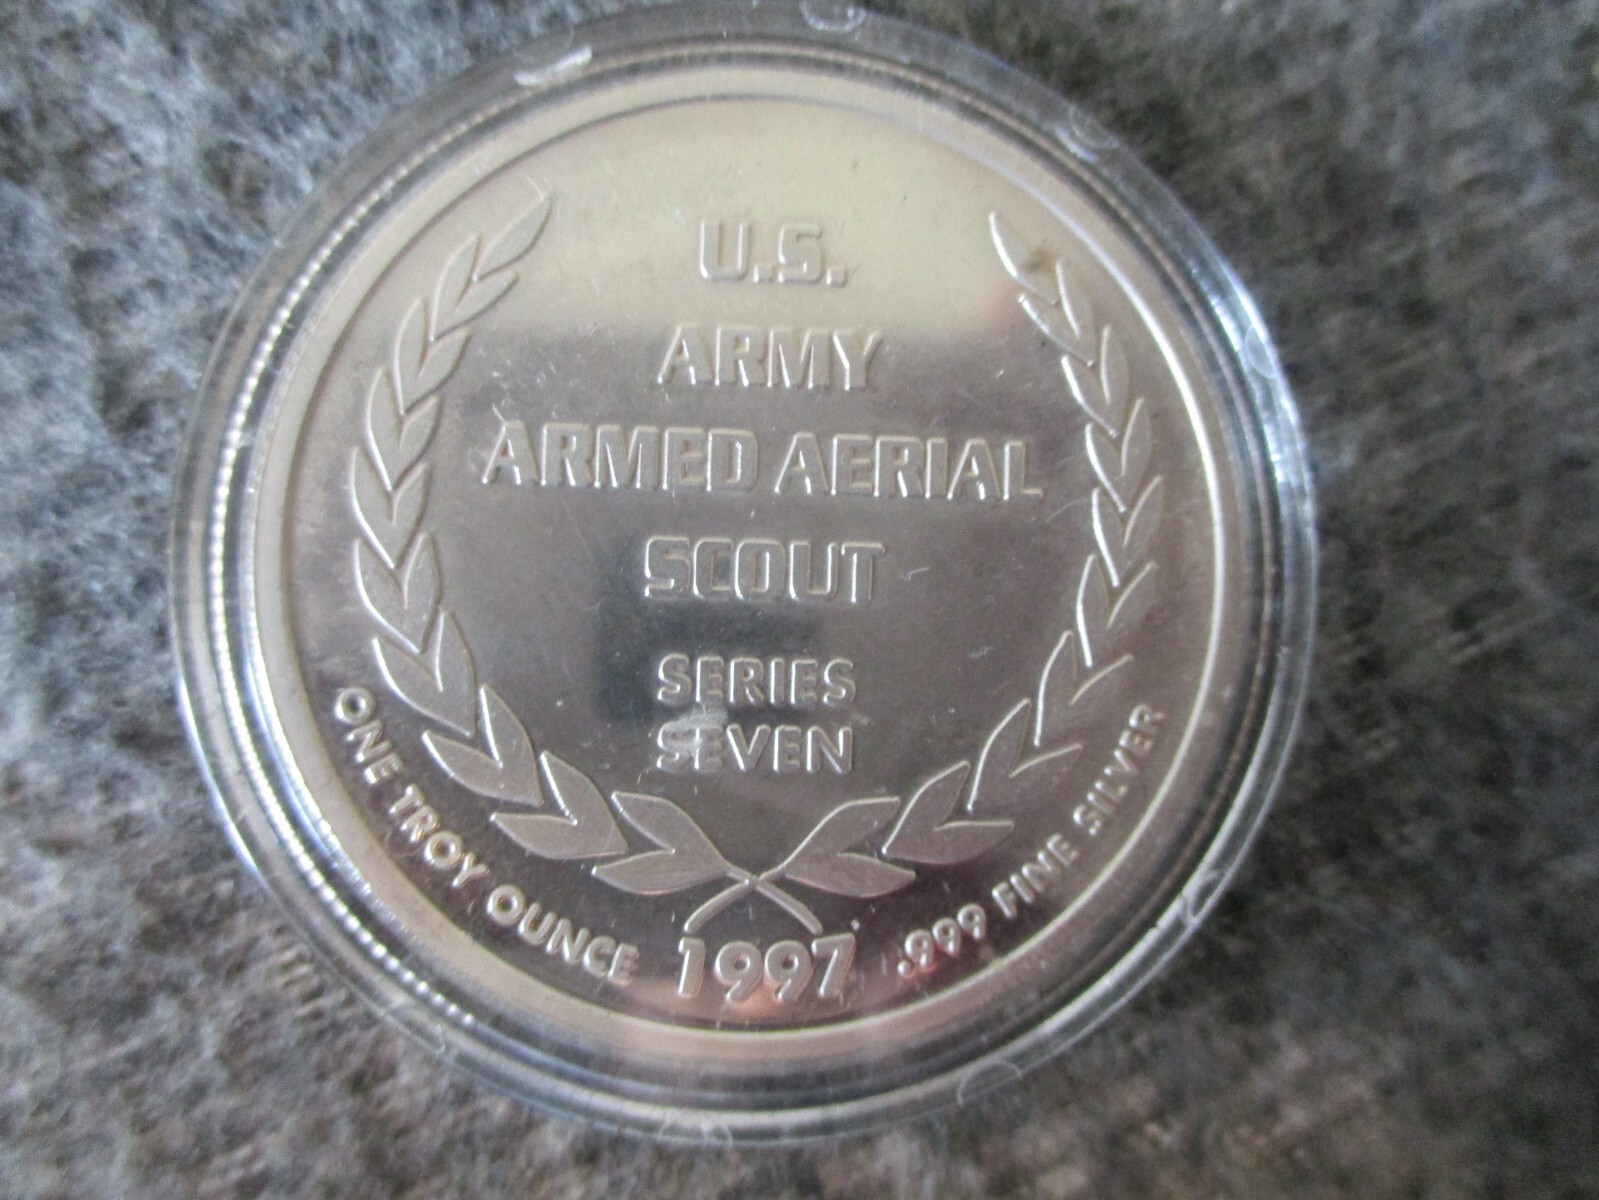 U.S.
ARMY
ARMED AERIAL
SCOUT
SERIES
SEVEN
ONE TROY OUNCE 1997 .999 FINE SILVER